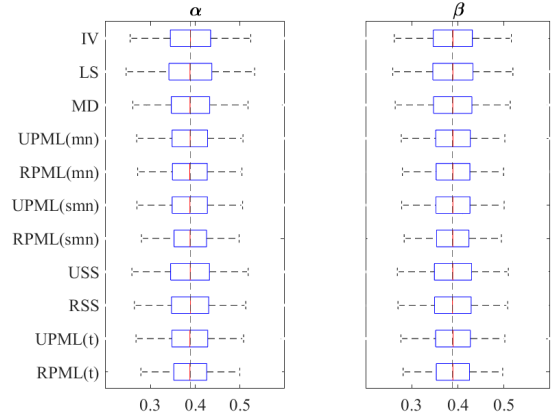 α β
IV
LS
MD
UPML(mn)
RPML(mn)
UPML(smn)
RPML(smn)
USS
RSS
UPML(t)
RPML(t)
0.3 0.4 0.5 0.3 0.4 0.5